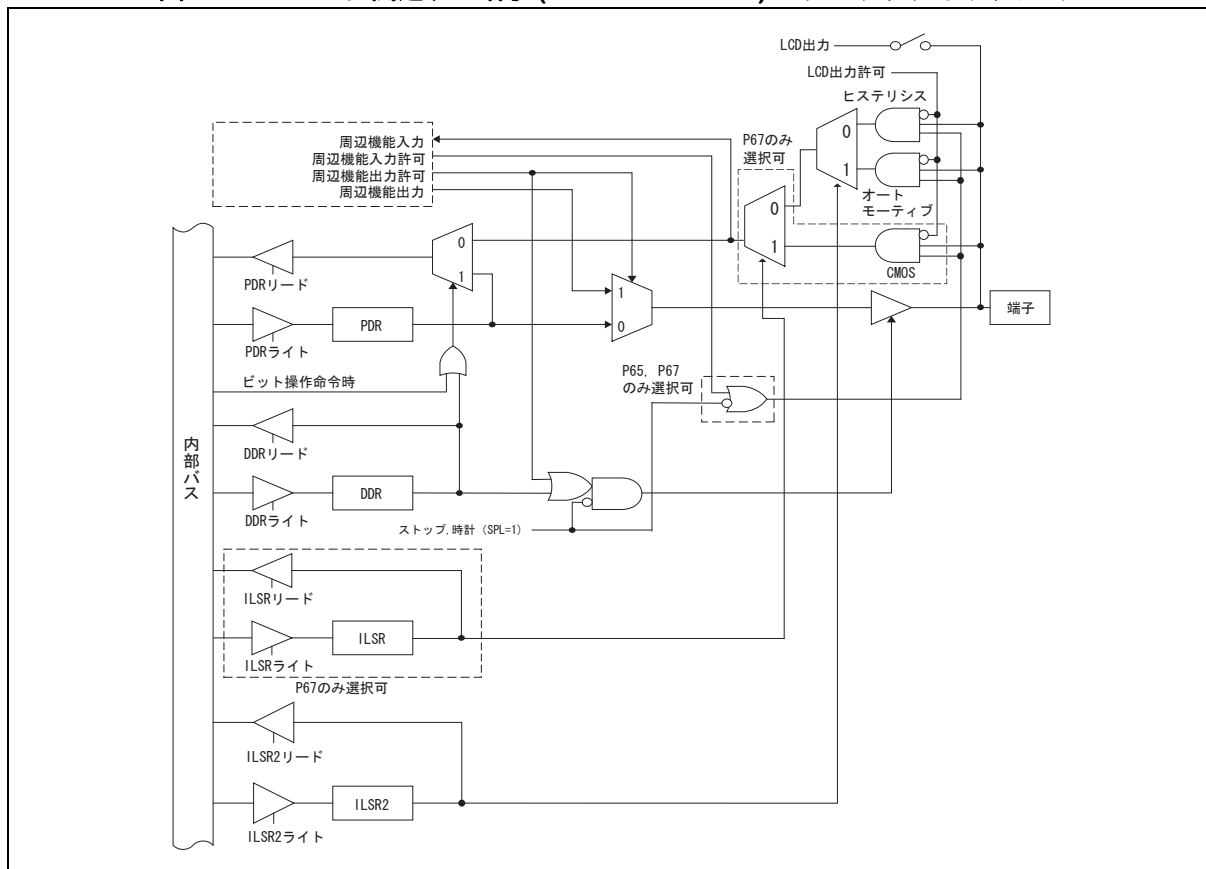 LCD出力
LCD出力許可
ヒステリシス
周辺機能入力
周辺機能入力許可
周辺機能出力許可
周辺機能出力
P67のみ
選択可
0
1
オート
モーティブ
0
1
CMOS
0
1
PDRリード
1
0
端子
PDR
PDRライト
P65, P67
のみ選択可
ビット操作命令時
DDRリード
内部バス
DDR
DDRライト
ストップ,時計 (SPL=1)
ILSRリード
ILSR
ILSRライト
P67のみ選択可
ILSR2リード
ILSR2
ILSR2ライト